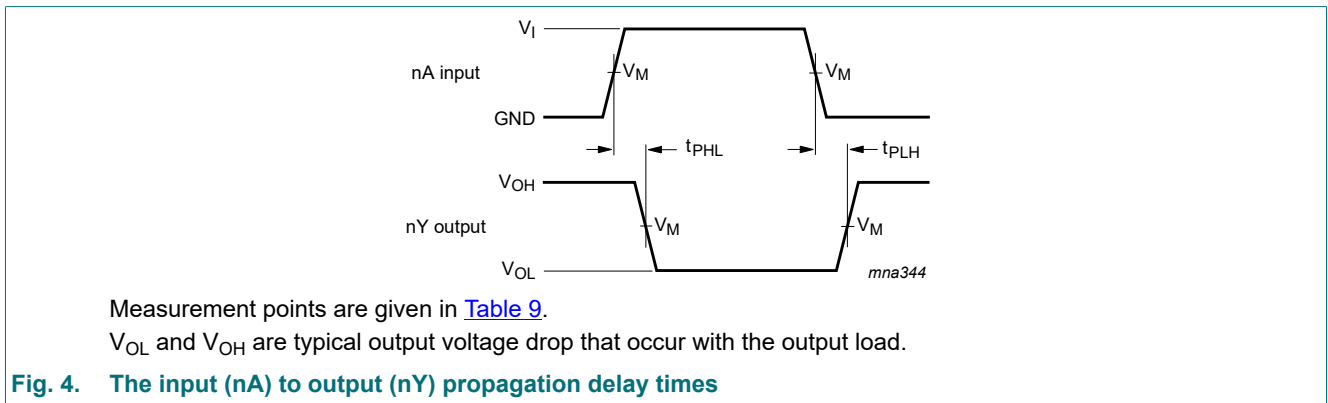 VI
nA input
VM
VM
GND
tPHL
tPLH
VOH
nY output
VM
VM
VOL
mna344
Measurement points are given in Table 9.
VOL and VOH are typical output voltage drop that occur with the output load.
Fig. 4. The input (nA) to output (nY) propagation delay times